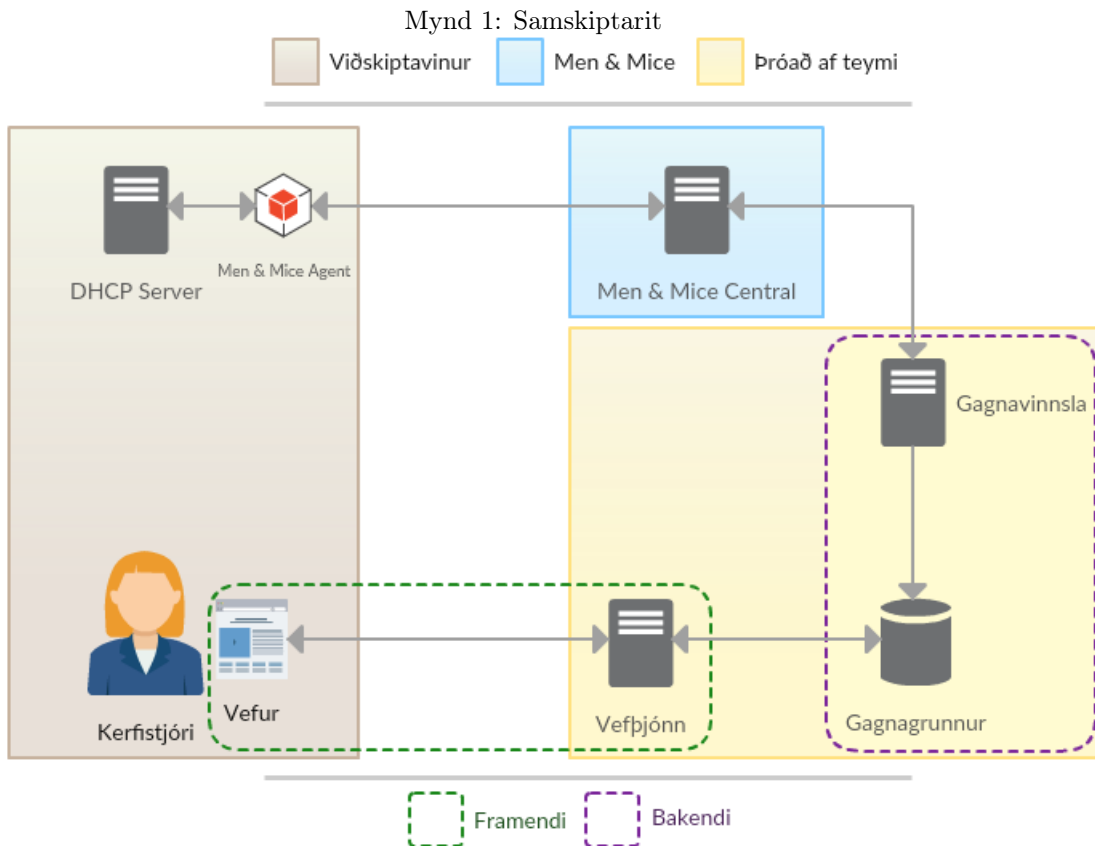 Mynd 1: Samskiptarit
Viðskiptavinur Men & Mice Þróað af teymi
Men & Mice Agent
DHCP Server Men & Mice Central
Gagnavinnsla
Vefur
Kerfistjóri Vefþjónn Gagnagrunnur
Framendi Bakendi